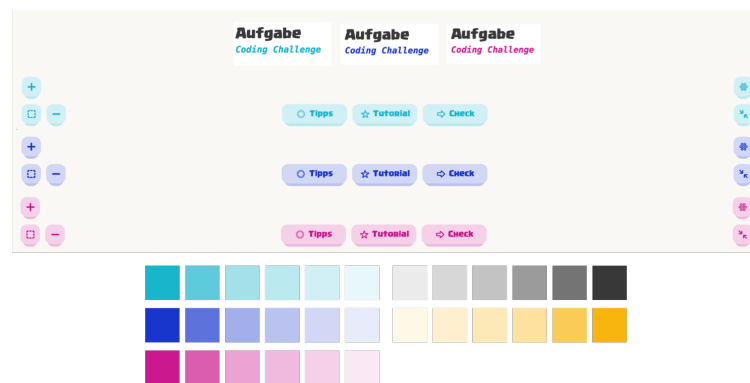 Aufgabe
Coding Challenge
Aufgabe
Coding Challenge
Aufgabe
Coding Challenge
Tipps
Tutorial
Check
Tipps
Tutorial
Check
Tipps
Tutorial
Check